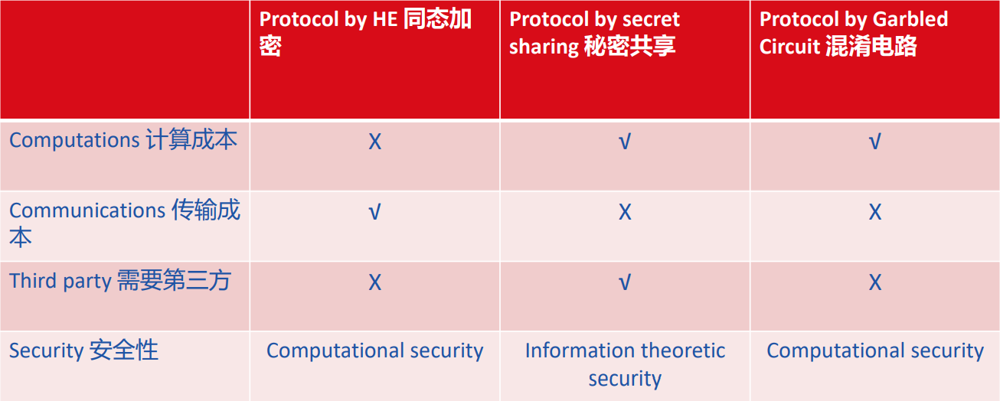 Protocol by HE 同态加
密
Protocol by secret
sharing 秘密共享
Protocol by Garbled
Circuit 混淆电路
Computations 计算成本
X
√
√
Communications 传输成
本
√
X
X
Third party 需要第三方
X
√
X
Security 安全性
Computational security
Information theoretic
security
Computational security